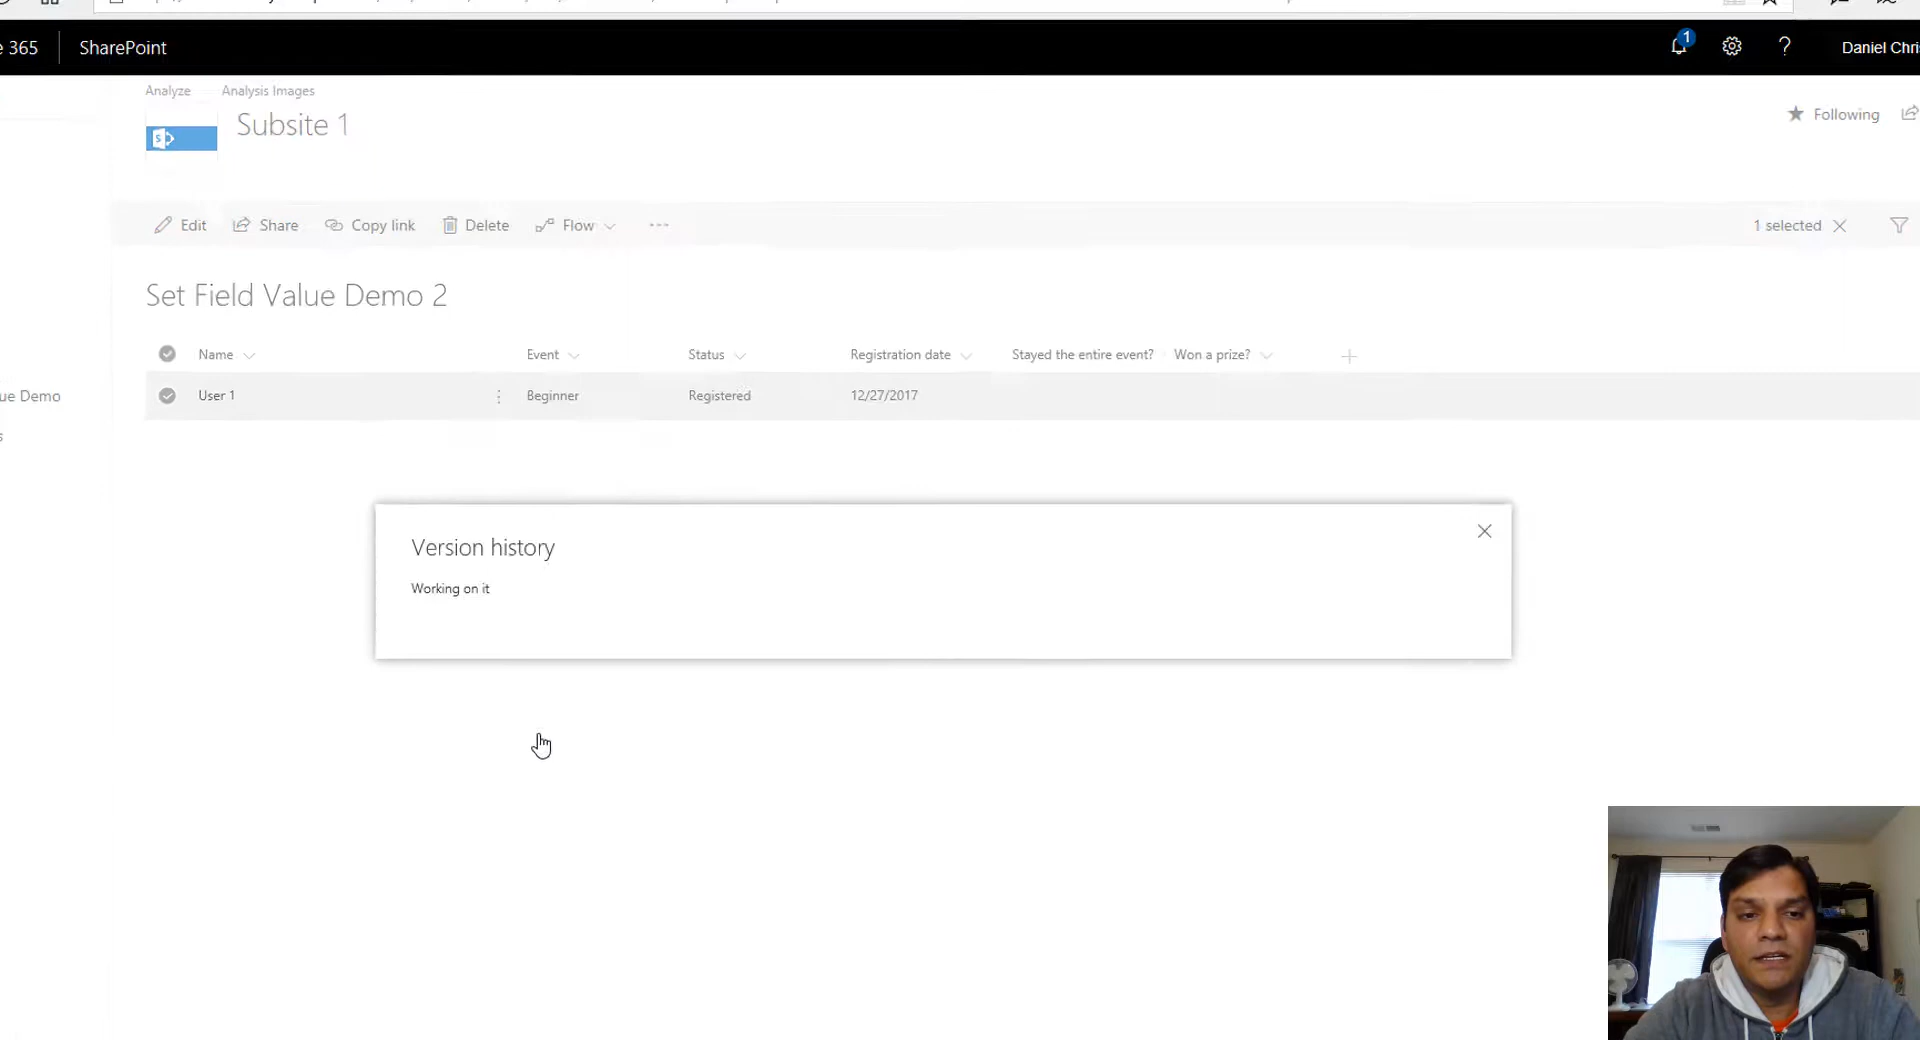 e 365 SharePoint 1 ? Daniel Chris
Analyze Analysis Images
Subsite 1
Following
Edit Share Copy link Delete Flow ... 1 selected
Set Field Value Demo 2
Name Event Status Registration date Stayed the entire event? Won a prize?
User 1 Beginner Registered 12/27/2017
ue Demo
s
Version history
Working on it